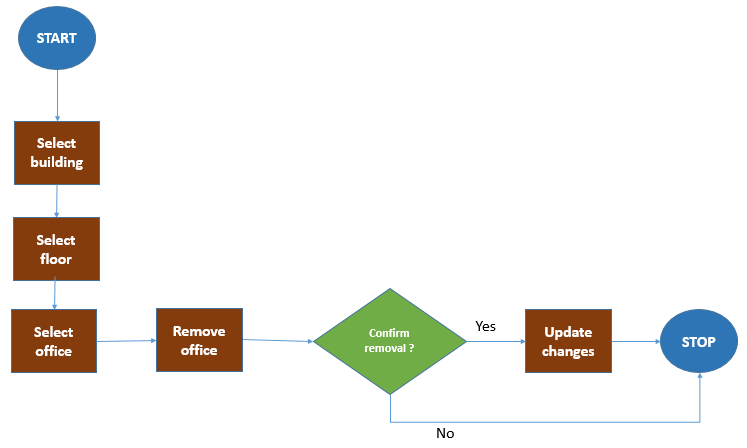 START
Select
building
Select
floor
Select
office
Remove
office
Confirm
removal ?
Yes
Update
changes
STOP
No